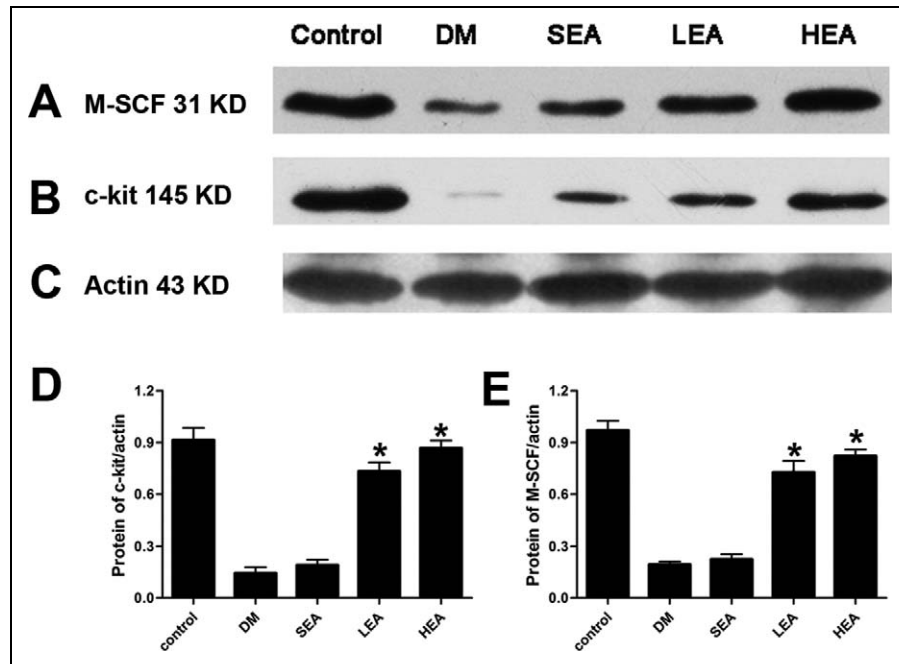 Control DM SEA LEA HEA
A M-SCF 31 KD
B c-kit 145 KD
C Actin 43 KD
D
Protein of c-kit/actin
1.2
0.9
0.6
0.3
0.0
* *
control DM SEA LEA HEA
E
Protein of M-SCF/actin
1.2
0.9
0.6
0.3
0.0
* *
control DM SEA LEA HEA